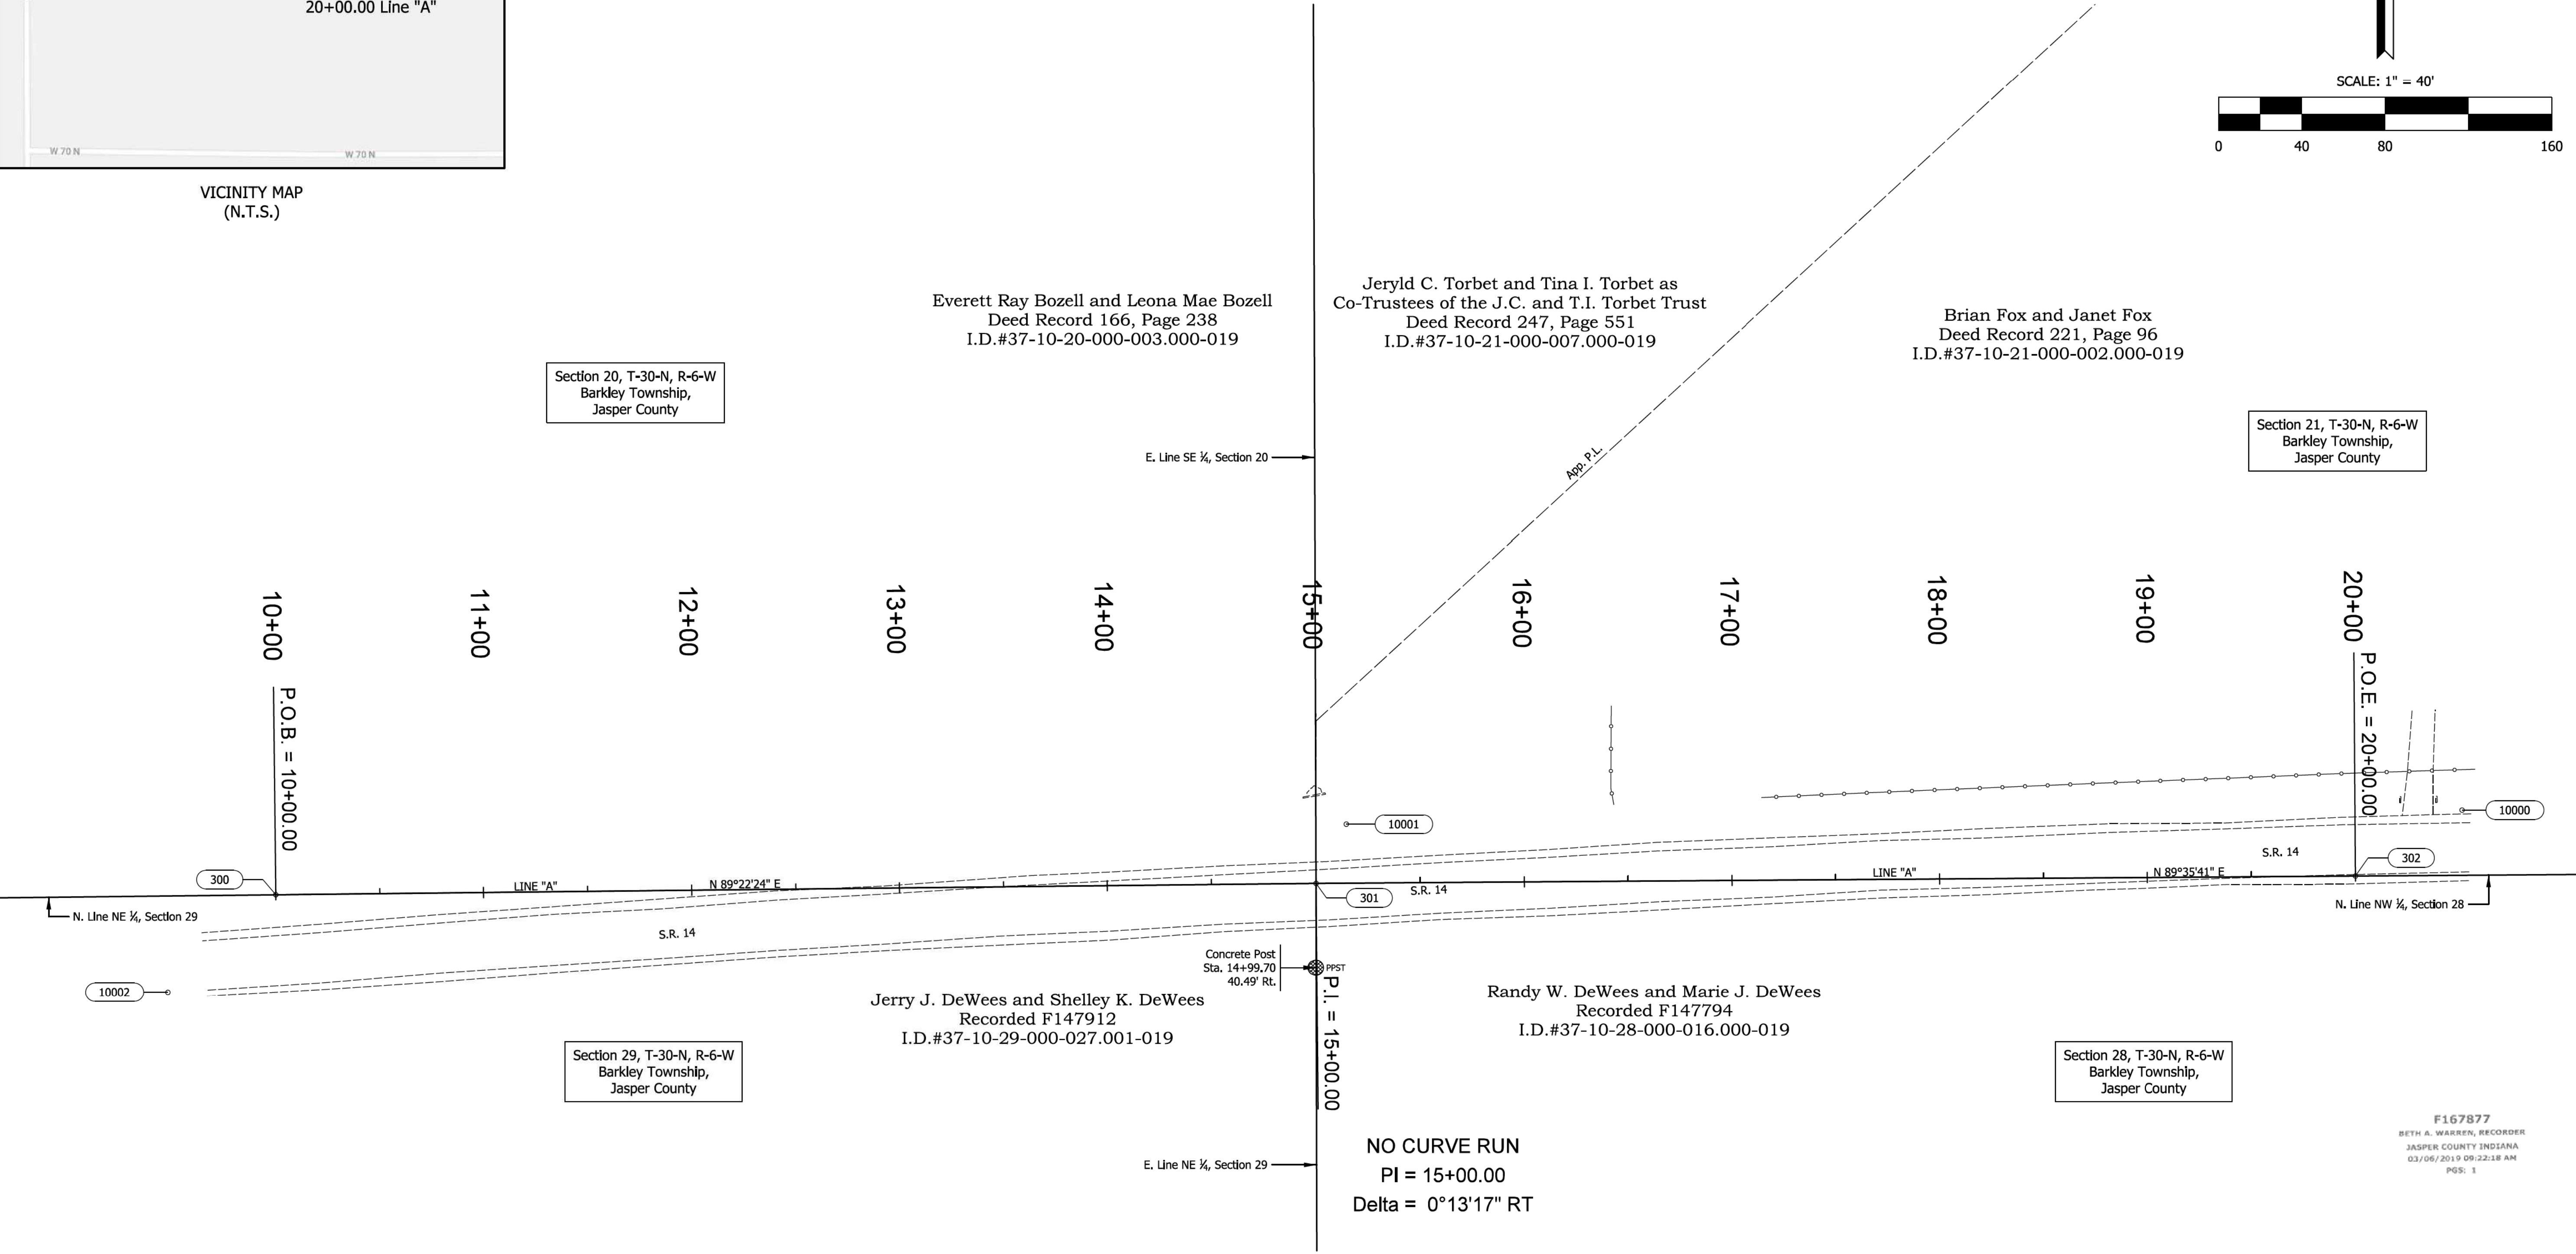 20+00.00 Line "A"
W 70 N
W 70 N
VICINITY MAP
(N.T.S.)
SCALE: 1" = 40'
0 40 80 160
Everett Ray Bozell and Leona Mae Bozell
Deed Record 166, Page 238
I.D.#37-10-20-000-003.000-019
Jeryld C. Torbet and Tina I. Torbet as
Co-Trustees of the J.C. and T.I. Torbet Trust
Deed Record 247, Page 551
I.D.#37-10-21-000-007.000-019
Brian Fox and Janet Fox
Deed Record 221, Page 96
I.D.#37-10-21-000-002.000-019
Section 20, T-30-N, R-6-W
Barkley Township,
Jasper County
Section 21, T-30-N, R-6-W
Barkley Township,
Jasper County
E. Line SE ¼, Section 20
App. P.L.
10+00
11+00
12+00
13+00
14+00
15+00
16+00
17+00
18+00
19+00
20+00
P.O.B. = 10+00.00
P.O.E. = 20+00.00
10001
10000
300
LINE "A"
N 89°22'24" E
301
S.R. 14
LINE "A"
N 89°35'41" E
S.R. 14
302
N. Line NE ¼, Section 29
N. Line NW ¼, Section 28
S.R. 14
10002
Concrete Post
Sta. 14+99.70
40.49' Rt.
PPST
P.I. = 15+00.00
Jerry J. DeWees and Shelley K. DeWees
Recorded F147912
I.D.#37-10-29-000-027.001-019
Randy W. DeWees and Marie J. DeWees
Recorded F147794
I.D.#37-10-28-000-016.000-019
Section 29, T-30-N, R-6-W
Barkley Township,
Jasper County
Section 28, T-30-N, R-6-W
Barkley Township,
Jasper County
E. Line NE ¼, Section 29
NO CURVE RUN
PI = 15+00.00
Delta = 0°13'17" RT
F167877
BETH A. WARREN, RECORDER
JASPER COUNTY INDIANA
03/06/2019 09:22:18 AM
PGS: 1